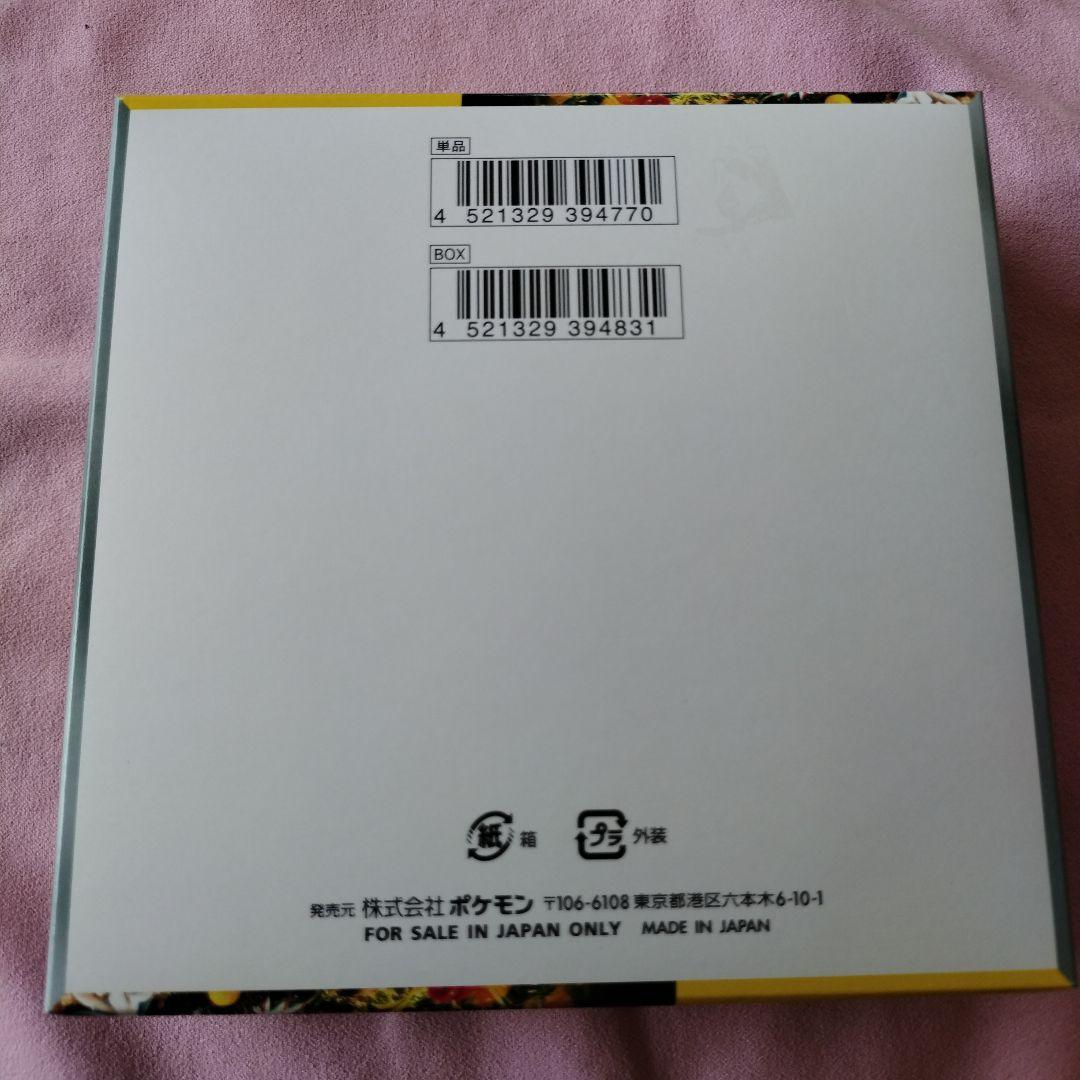 単品
4 521329 394770
BOX
4 521329 394831
紙 箱 プラ 外装
発売元 株式会社 ポケモン 〒106-6108 東京都港区六本木6-10-1
FOR SALE IN JAPAN ONLY MADE IN JAPAN